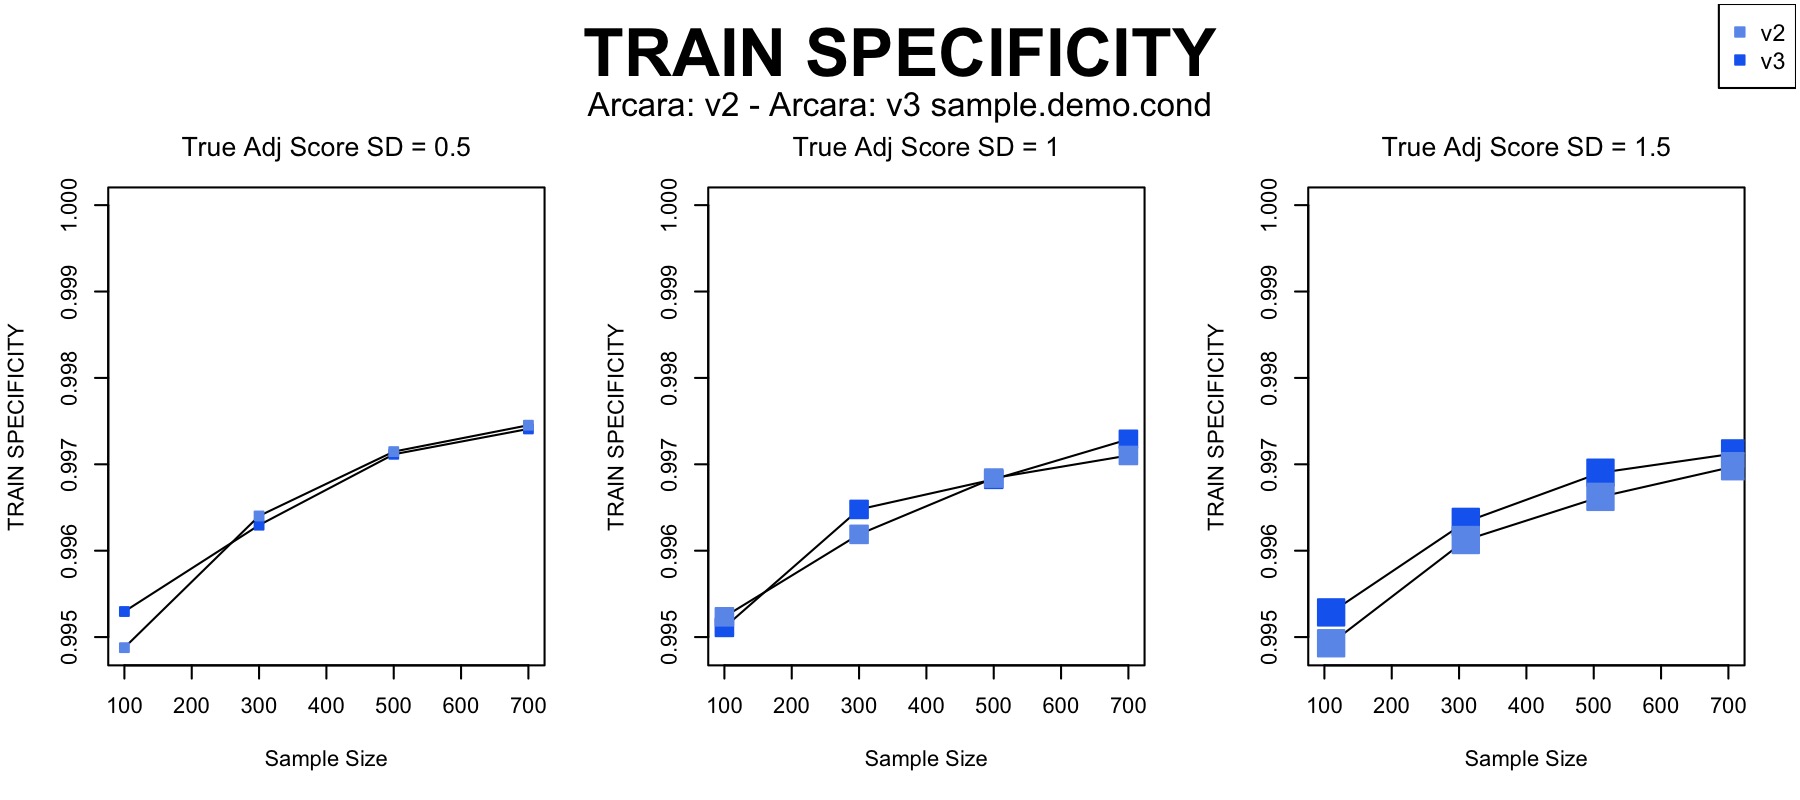 TRAIN SPECIFICITY
Arcara: v2 - Arcara: v3 sample.demo.cond
v2
v3
True Adj Score SD = 0.5
TRAIN SPECIFICITY
1.000
0.999
0.998
0.997
0.996
0.995
100 200 300 400 500 600 700
Sample Size
True Adj Score SD = 1
TRAIN SPECIFICITY
1.000
0.999
0.998
0.997
0.996
0.995
100 200 300 400 500 600 700
Sample Size
True Adj Score SD = 1.5
TRAIN SPECIFICITY
1.000
0.999
0.998
0.997
0.996
0.995
100 200 300 400 500 600 700
Sample Size